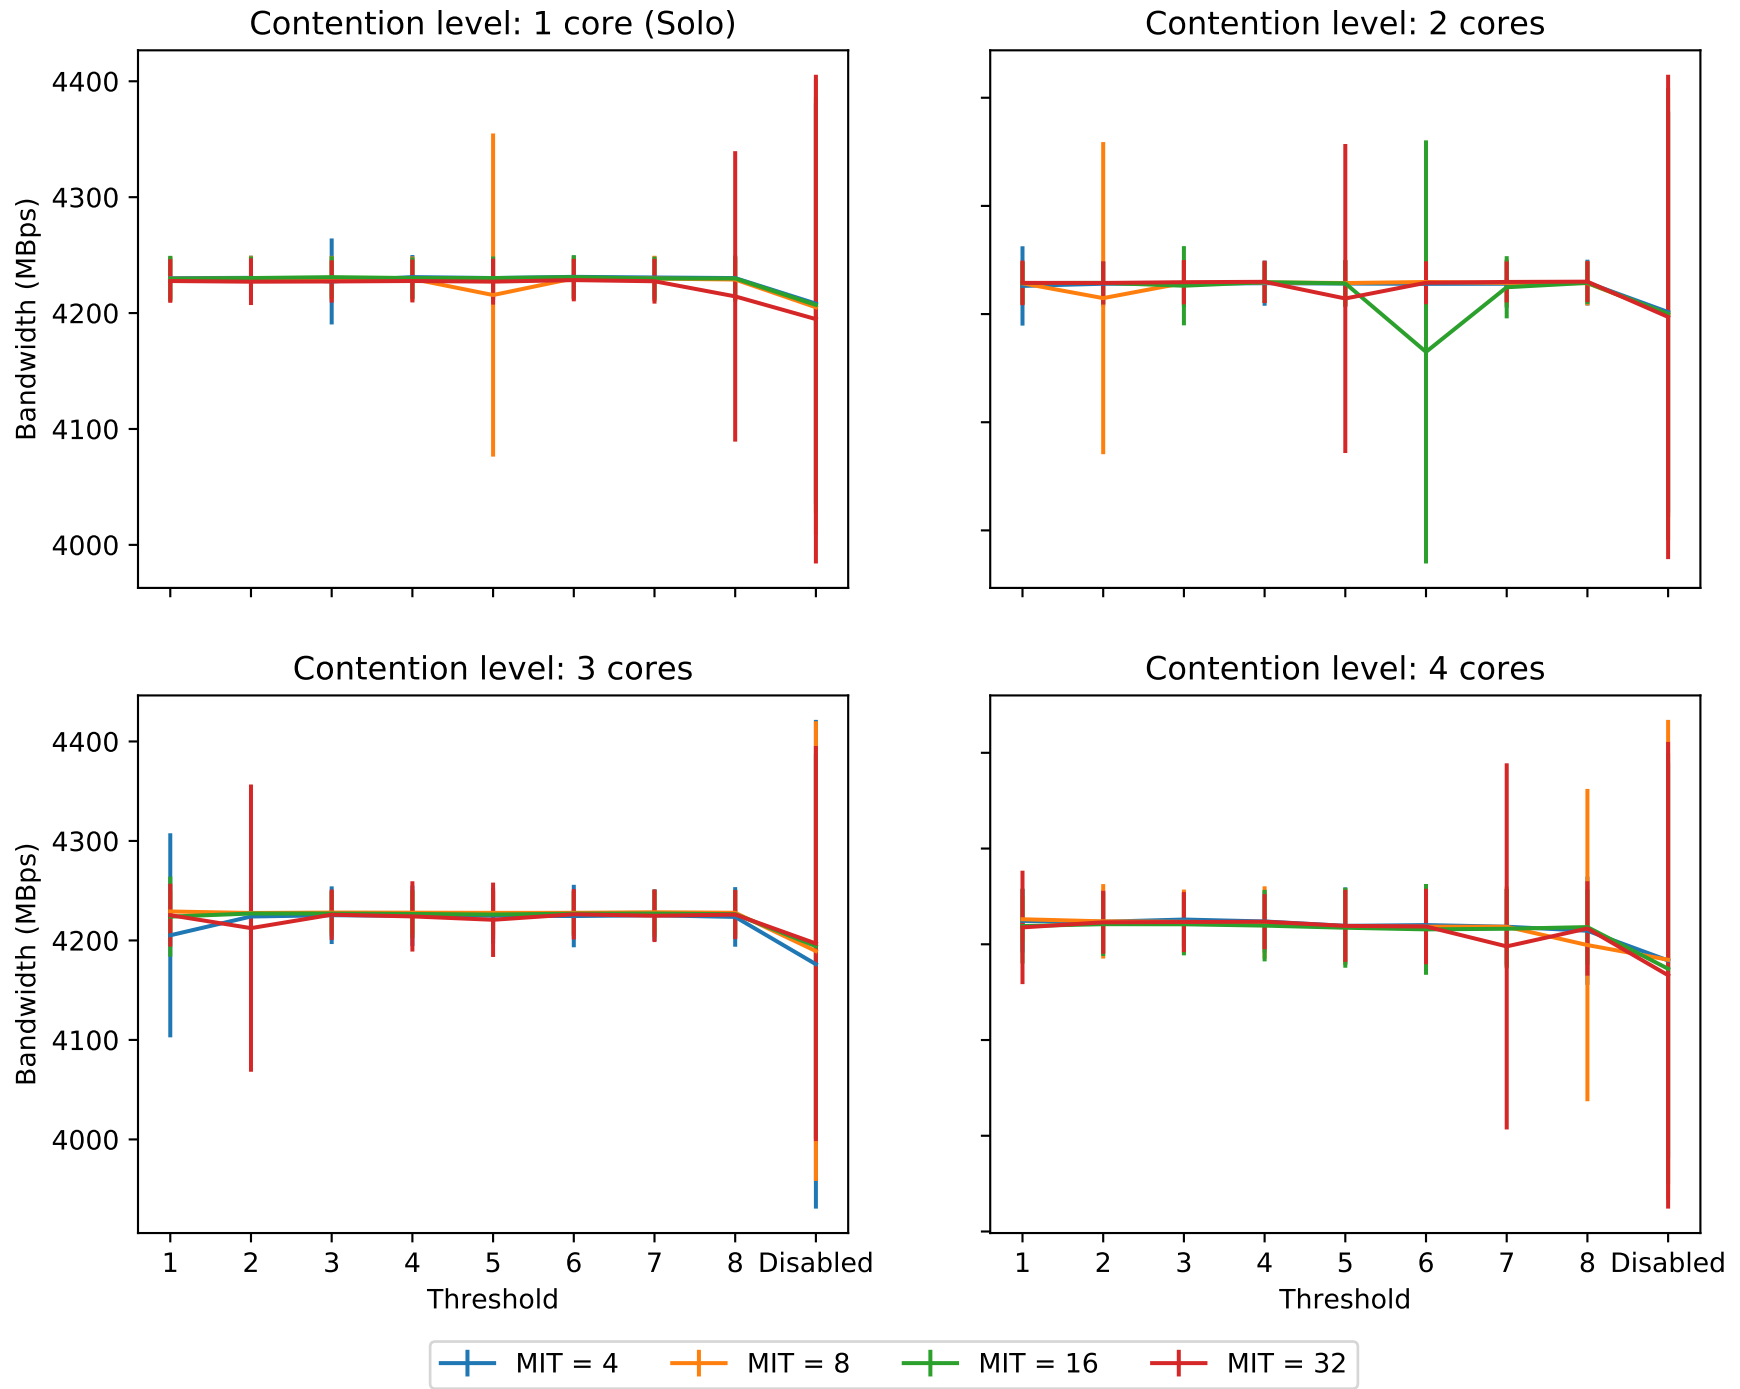 Contention level: 1 core (Solo)
Contention level: 2 cores
Bandwidth (MBps)
4400
4300
4200
4100
4000
Contention level: 3 cores
Contention level: 4 cores
Bandwidth (MBps)
4400
4300
4200
4100
4000
1 2 3 4 5 6 7 8 Disabled
1 2 3 4 5 6 7 8 Disabled
Threshold
Threshold
MIT = 4 MIT = 8 MIT = 16 MIT = 32